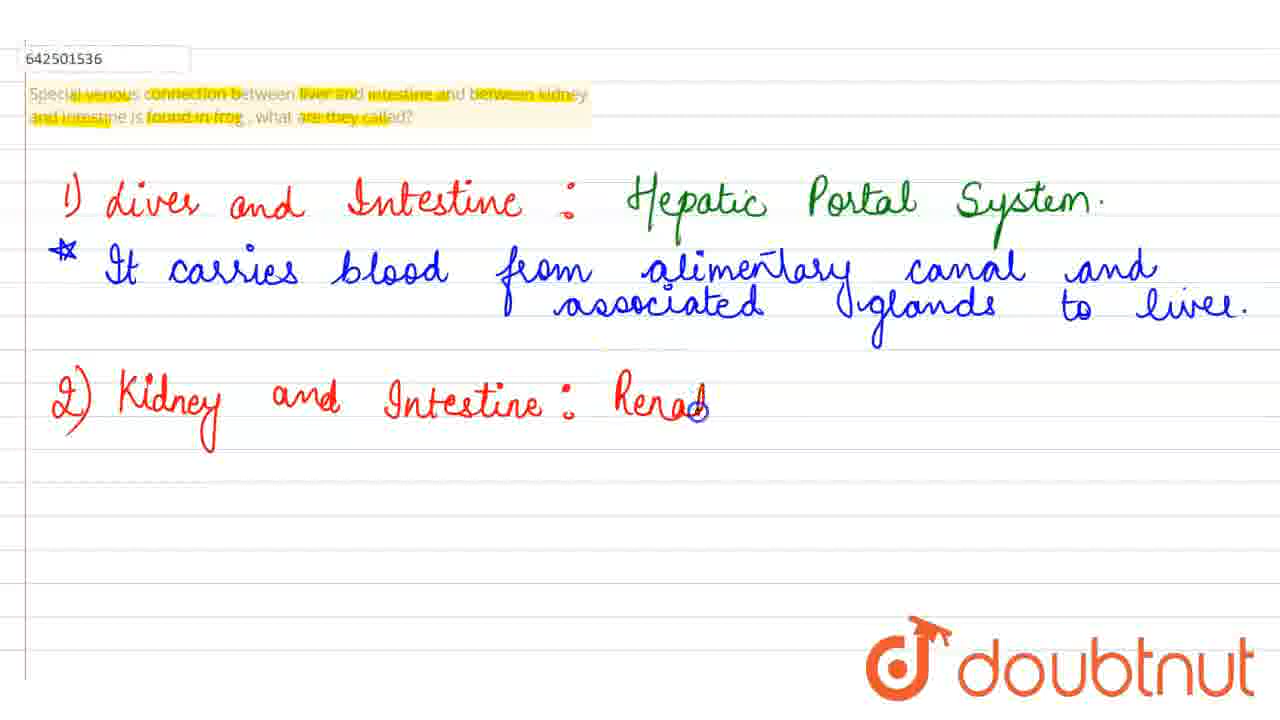 642501536
Special venous connection between liver and intestine and between kidney
and intestine is found in frog , what are they called?
1) Liver and Intestine : Hepatic Portal System.
* It carries blood from alimentary canal and
associated glands to liver.
2) Kidney and Intestine : Renal
doubtnut